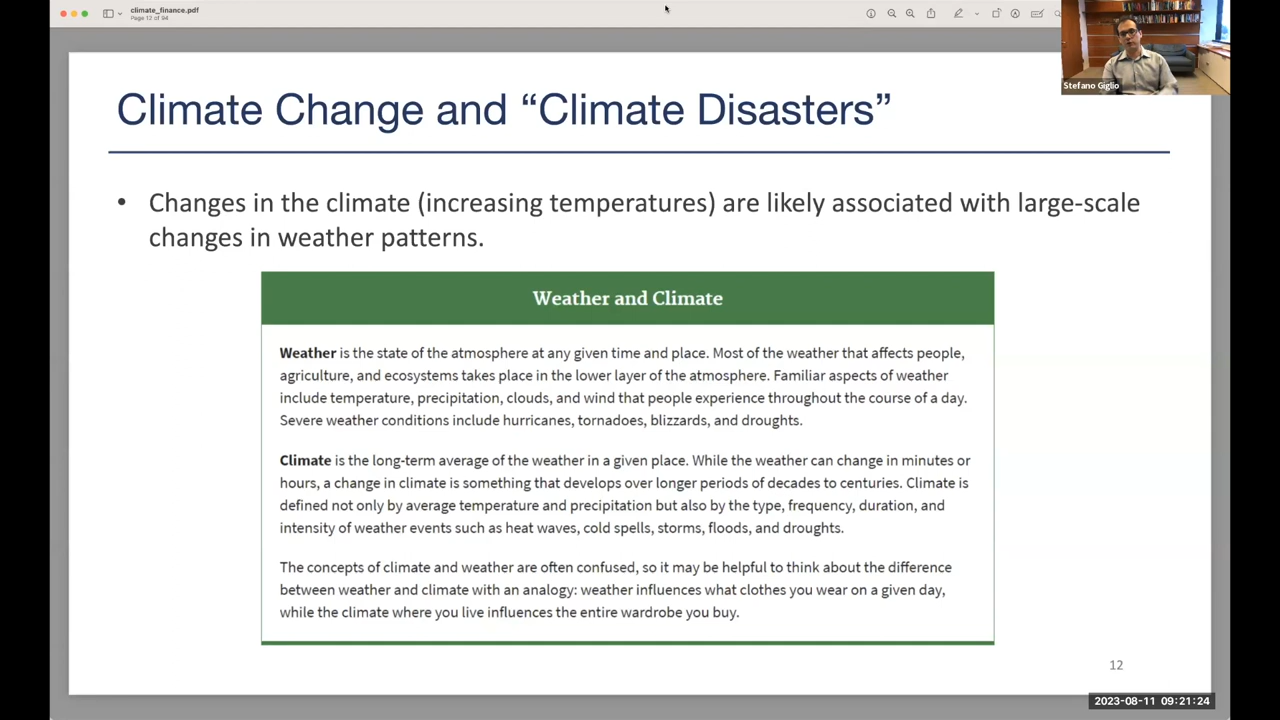 climate_finance.pdf
Page 12 of 94
Stefano Giglio
Climate Change and “Climate Disasters”
• Changes in the climate (increasing temperatures) are likely associated with large-scale
changes in weather patterns.
Weather and Climate
Weather is the state of the atmosphere at any given time and place. Most of the weather that affects people,
agriculture, and ecosystems takes place in the lower layer of the atmosphere. Familiar aspects of weather
include temperature, precipitation, clouds, and wind that people experience throughout the course of a day.
Severe weather conditions include hurricanes, tornadoes, blizzards, and droughts.
Climate is the long-term average of the weather in a given place. While the weather can change in minutes or
hours, a change in climate is something that develops over longer periods of decades to centuries. Climate is
defined not only by average temperature and precipitation but also by the type, frequency, duration, and
intensity of weather events such as heat waves, cold spells, storms, floods, and droughts.
The concepts of climate and weather are often confused, so it may be helpful to think about the difference
between weather and climate with an analogy: weather influences what clothes you wear on a given day,
while the climate where you live influences the entire wardrobe you buy.
12
2023-08-11 09:21:24